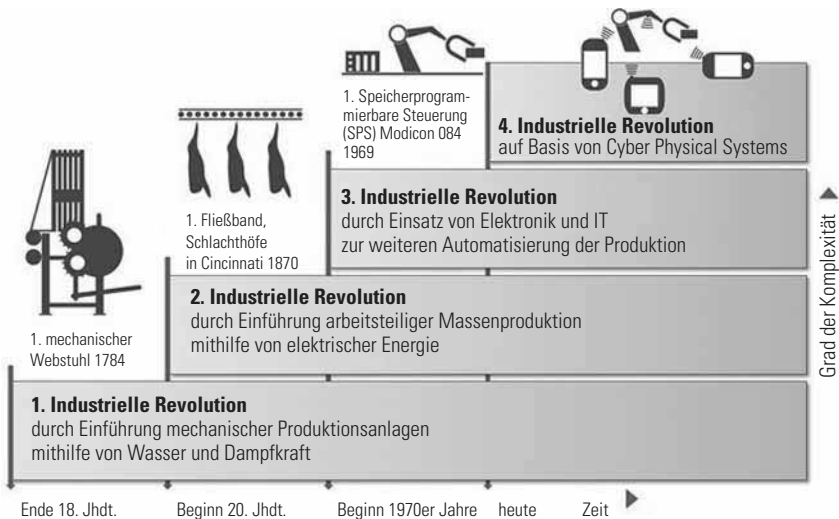 1. Speicherprogram-
mierbare Steuerung
(SPS) Modicon 084
1969
4. Industrielle Revolution
auf Basis von Cyber Physical Systems
1. Fließband,
Schlachthöfe
in Cincinnati 1870
3. Industrielle Revolution
durch Einsatz von Elektronik und IT
zur weiteren Automatisierung der Produktion
1. mechanischer
Webstuhl 1784
2. Industrielle Revolution
durch Einführung arbeitsteiliger Massenproduktion
mithilfe von elektrischer Energie
1. Industrielle Revolution
durch Einführung mechanischer Produktionsanlagen
mithilfe von Wasser und Dampfkraft
Grad der Komplexität
Ende 18. Jhdt.
Beginn 20. Jhdt.
Beginn 1970er Jahre
heute
Zeit